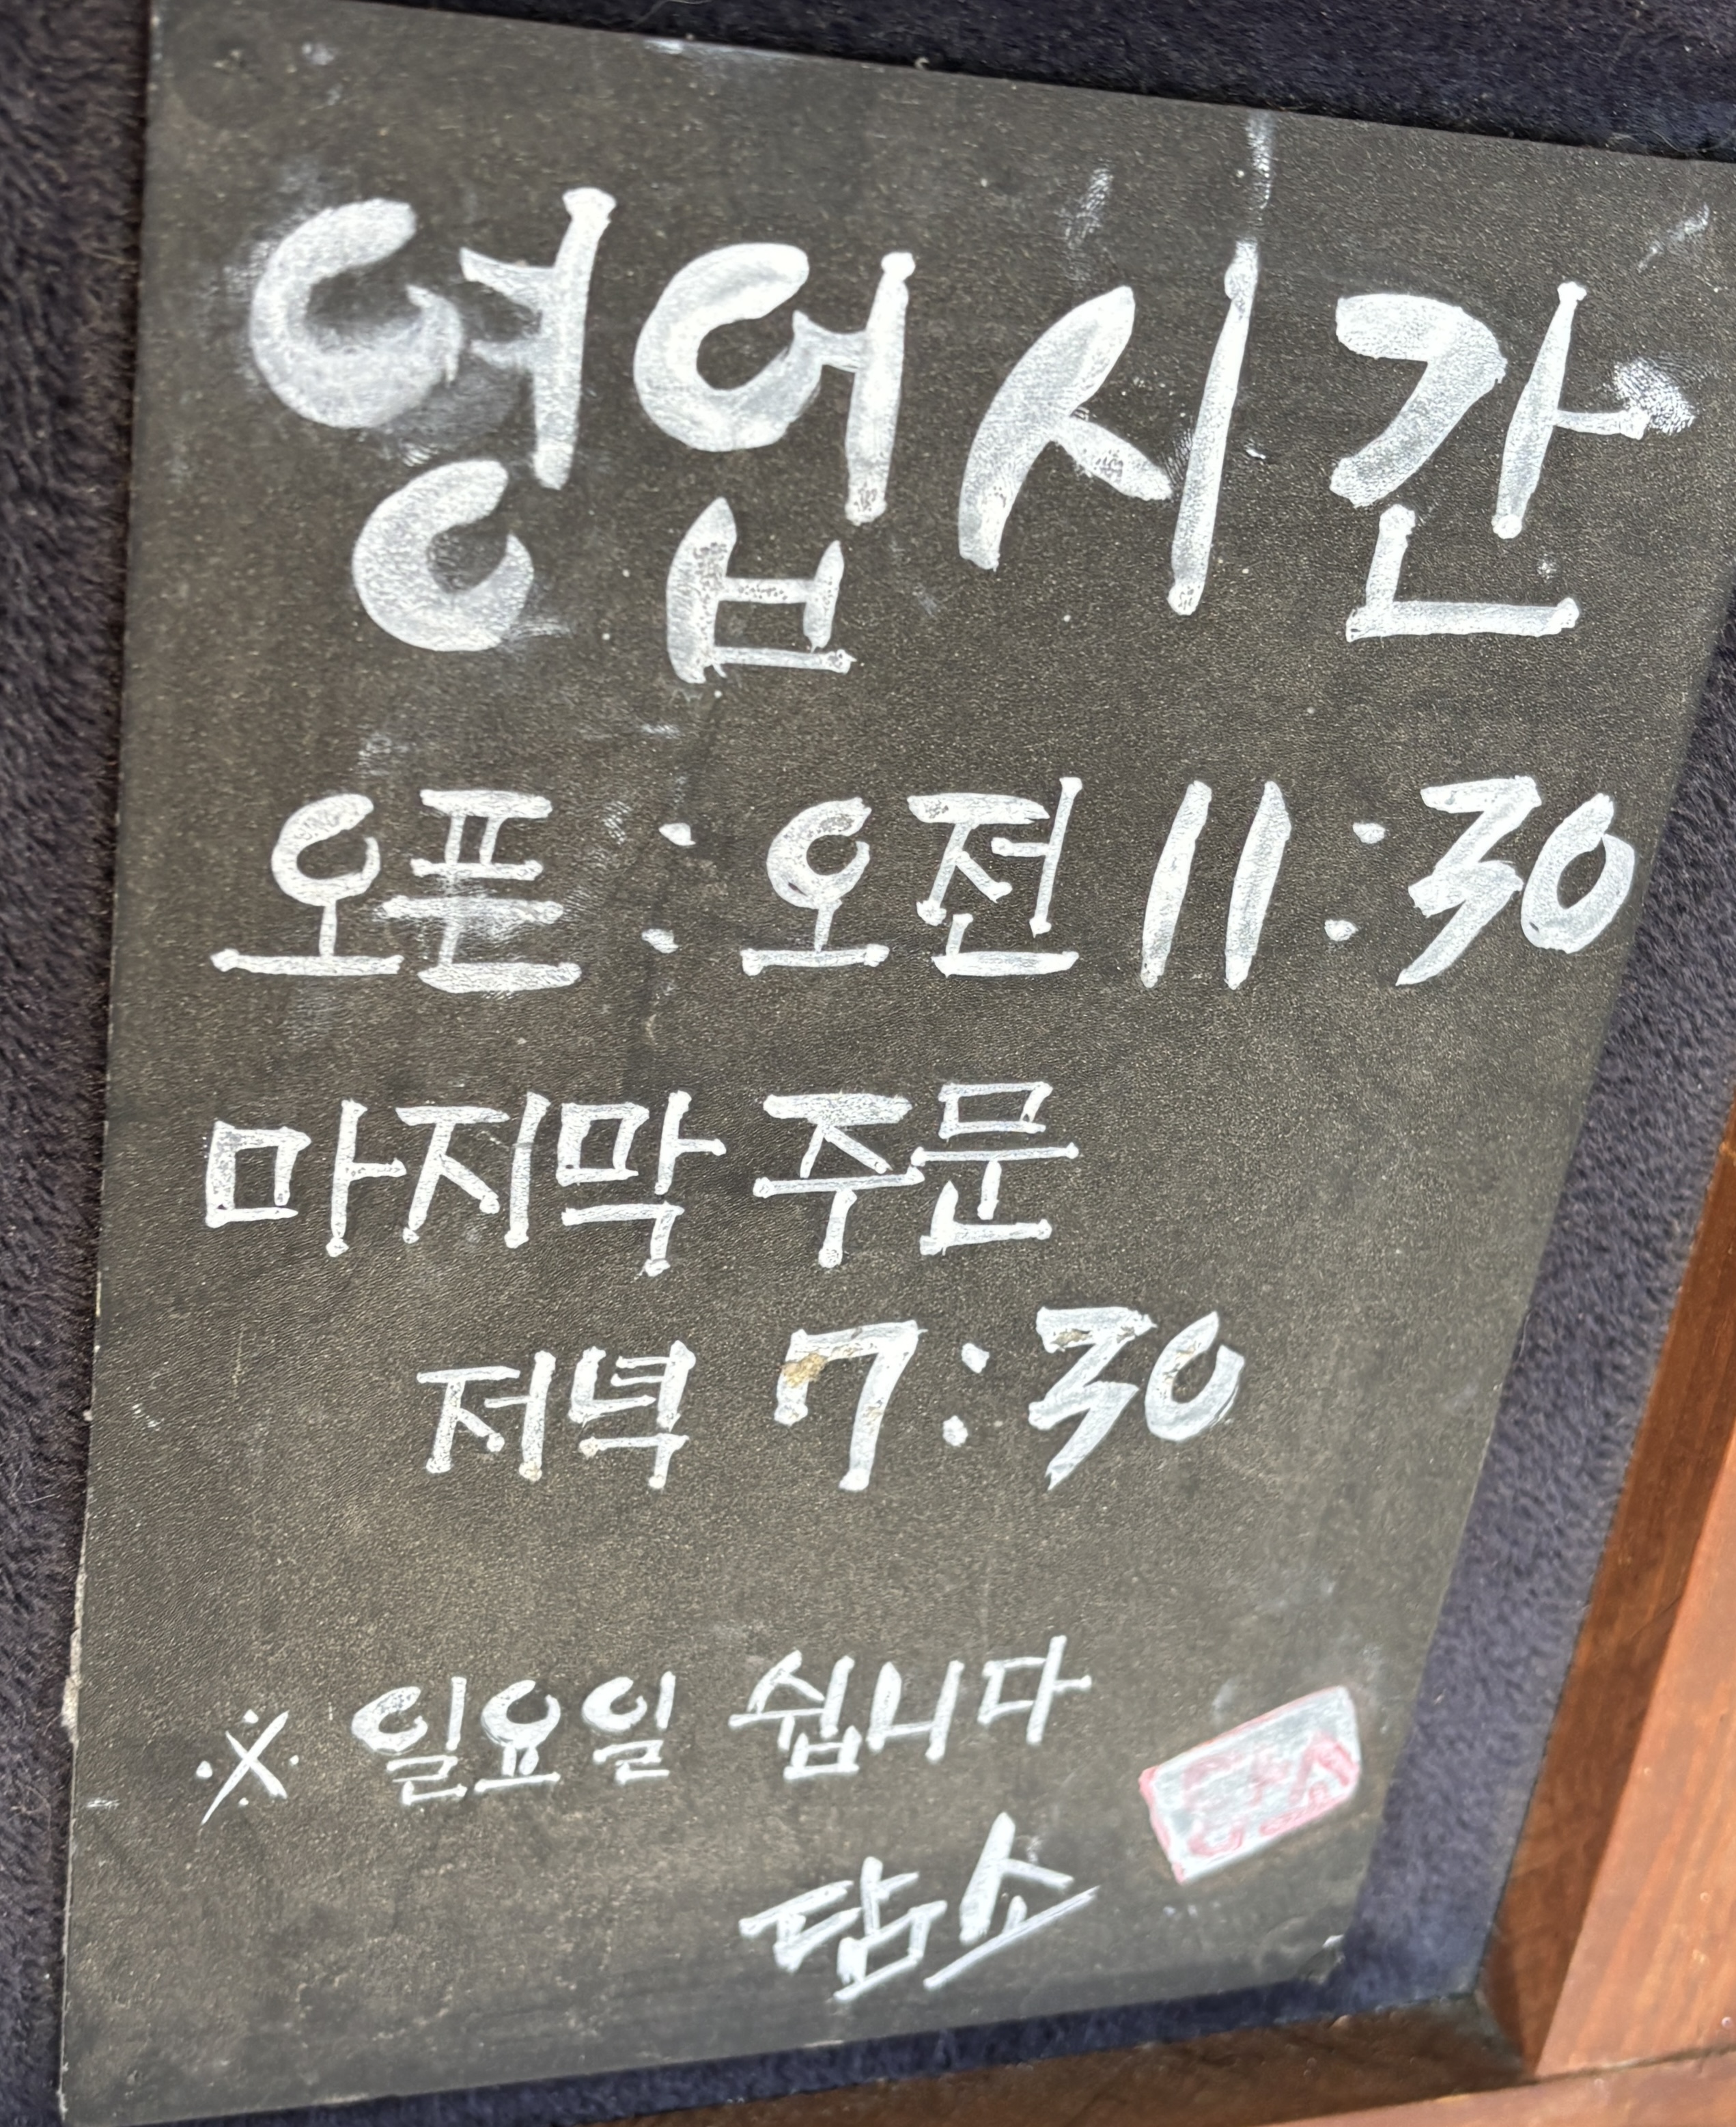 영업시간
오픈 : 오전 11:30
마지막 주문
저녁 7:30
※ 일요일 쉽니다
담소